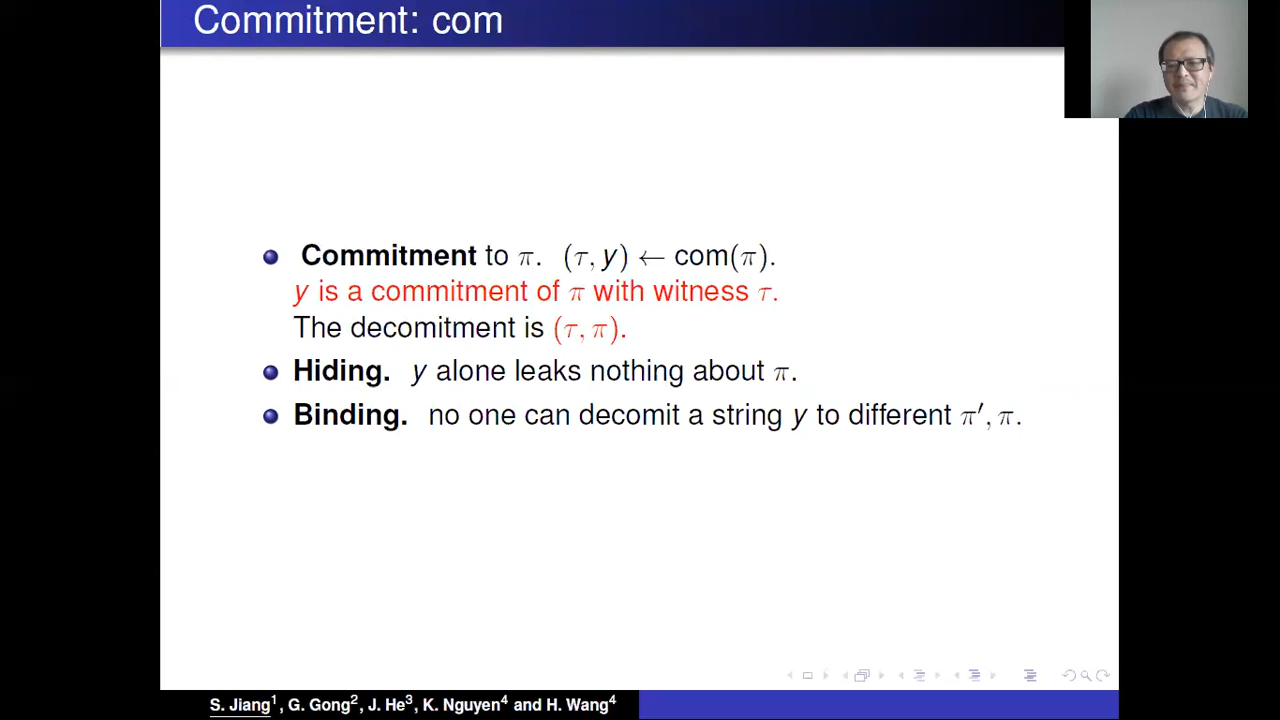 Commitment: com
Commitment to π. (τ, y) ← com(π).
y is a commitment of π with witness τ.
The decomitment is (τ, π).
Hiding. y alone leaks nothing about π.
Binding. no one can decomit a string y to different π′, π.
S. Jiang¹, G. Gong², J. He³, K. Nguyen⁴ and H. Wang⁴